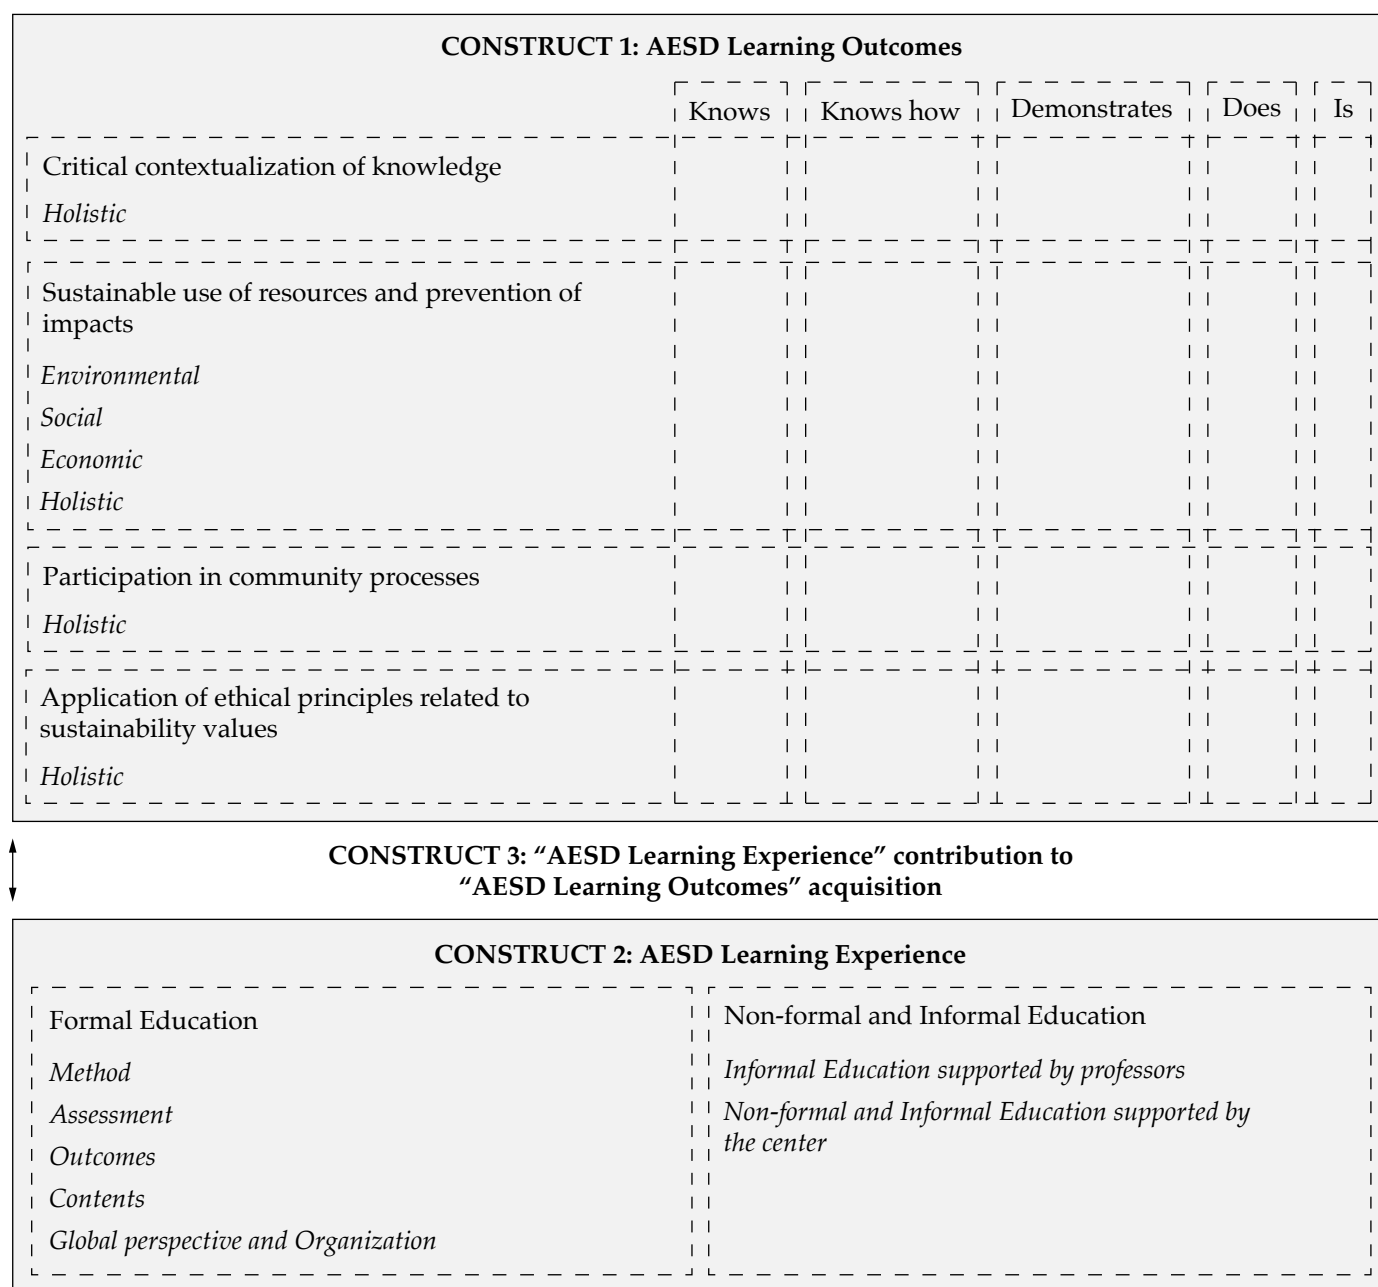 CONSTRUCT 1: AESD Learning Outcomes
Knows Knows how Demonstrates Does Is
Critical contextualization of knowledge
Holistic
Sustainable use of resources and prevention of
impacts
Environmental
Social
Economic
Holistic
Participation in community processes
Holistic
Application of ethical principles related to
sustainability values
Holistic
CONSTRUCT 3: “AESD Learning Experience” contribution to
“AESD Learning Outcomes” acquisition
CONSTRUCT 2: AESD Learning Experience
Formal Education
Method
Assessment
Outcomes
Contents
Global perspective and Organization
Non-formal and Informal Education
Informal Education supported by professors
Non-formal and Informal Education supported by
the center